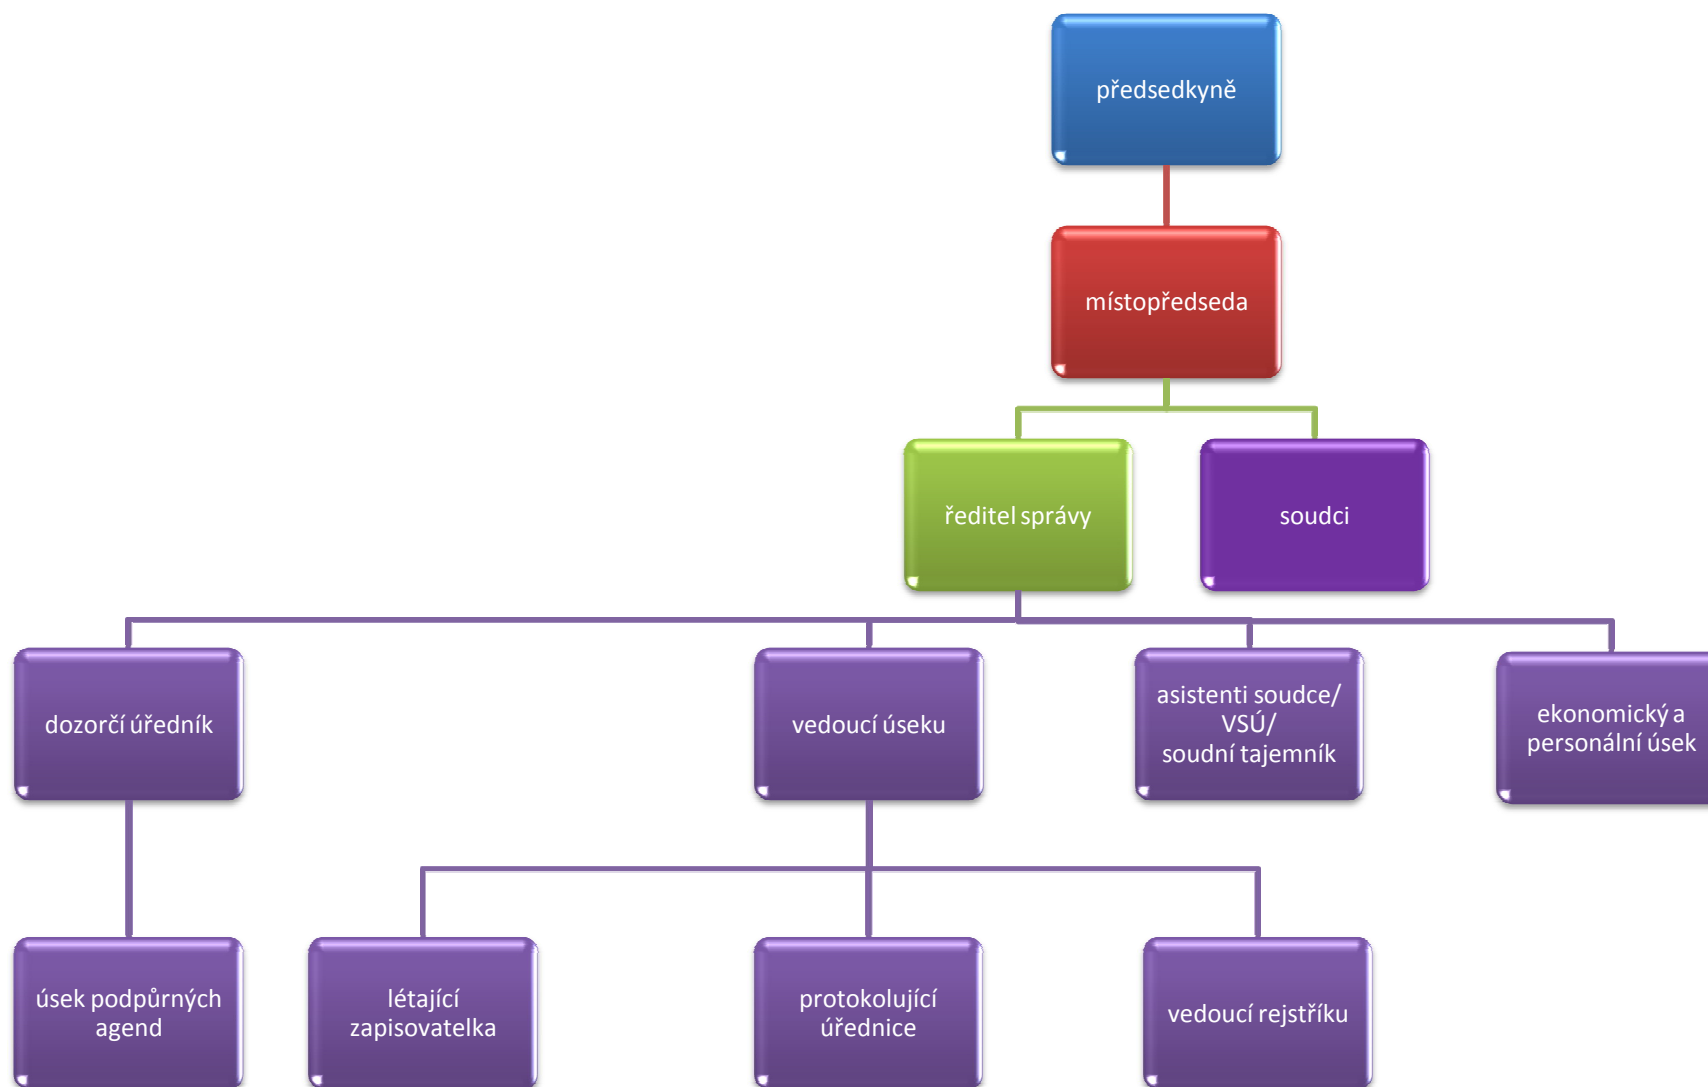 předsedkyně
místopředseda
ředitel správy
soudci
dozorčí úředník
vedoucí úseku
asistenti soudce/
VSÚ/
soudní tajemník
ekonomický a
personální úsek
úsek podpůrných
agend
létající
zapisovatelka
protokolující
úřednice
vedoucí rejstříku